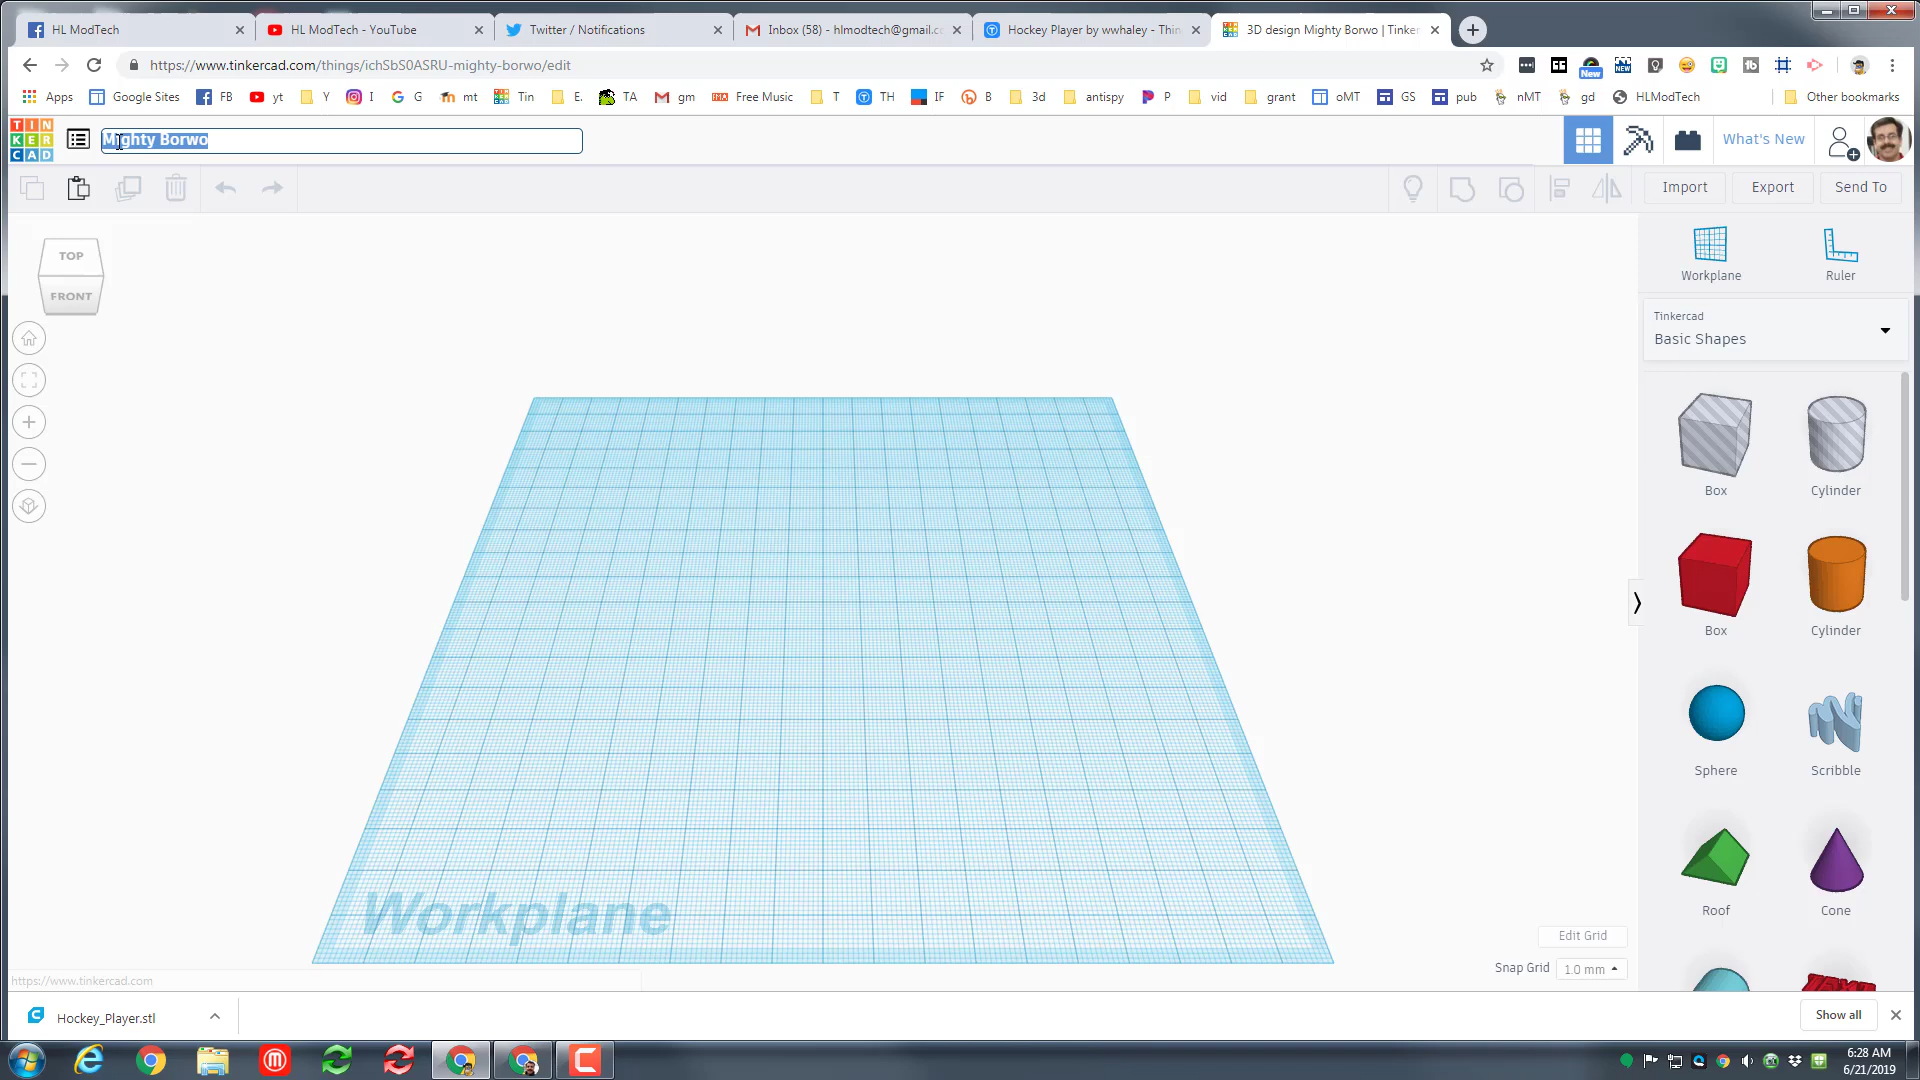 HL ModTech
HL ModTech - YouTube
Twitter / Notifications
Inbox (58) - hlmodtech@gmail.c
Hockey Player by wwhaley - Thin
3D design Mighty Borwo | Tinker
https://www.tinkercad.com/things/ichSbS0ASRU-mighty-borwo/edit
New
NEW
Apps
Google Sites
FB
yt
Y
I
G
mt
Tin
E.
TA
gm
Free Music
T
TH
IF
B
3d
antispy
P
vid
grant
oMT
GS
pub
nMT
gd
HLModTech
Other bookmarks
TIN
KER
CAD
Mighty Borwo
What's New
Import
Export
Send To
TOP
FRONT
Workplane
Ruler
Tinkercad
Basic Shapes
Box
Cylinder
Box
Cylinder
Sphere
Scribble
Roof
Cone
Workplane
Edit Grid
Snap Grid
1.0 mm
https://www.tinkercad.com
Hockey_Player.stl
Show all
6:28 AM
6/21/2019